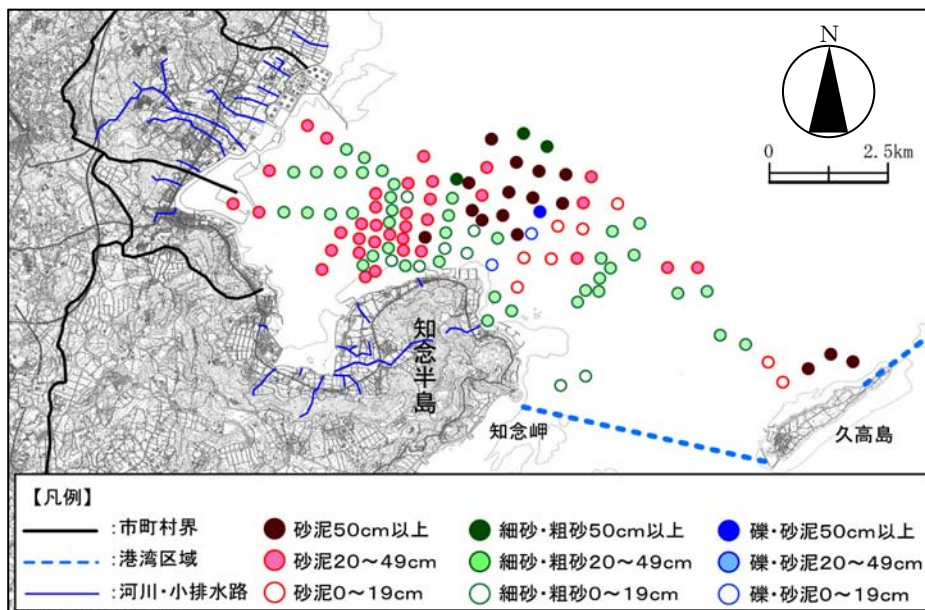 N
0 2.5km
知念半島
知念岬
久高島
【凡例】
:市町村界
:港湾区域
:河川・小排水路
砂泥50cm以上
砂泥20～49cm
砂泥0～19cm
細砂・粗砂50cm以上
細砂・粗砂20～49cm
細砂・粗砂0～19cm
礫・砂泥50cm以上
礫・砂泥20～49cm
礫・砂泥0～19cm